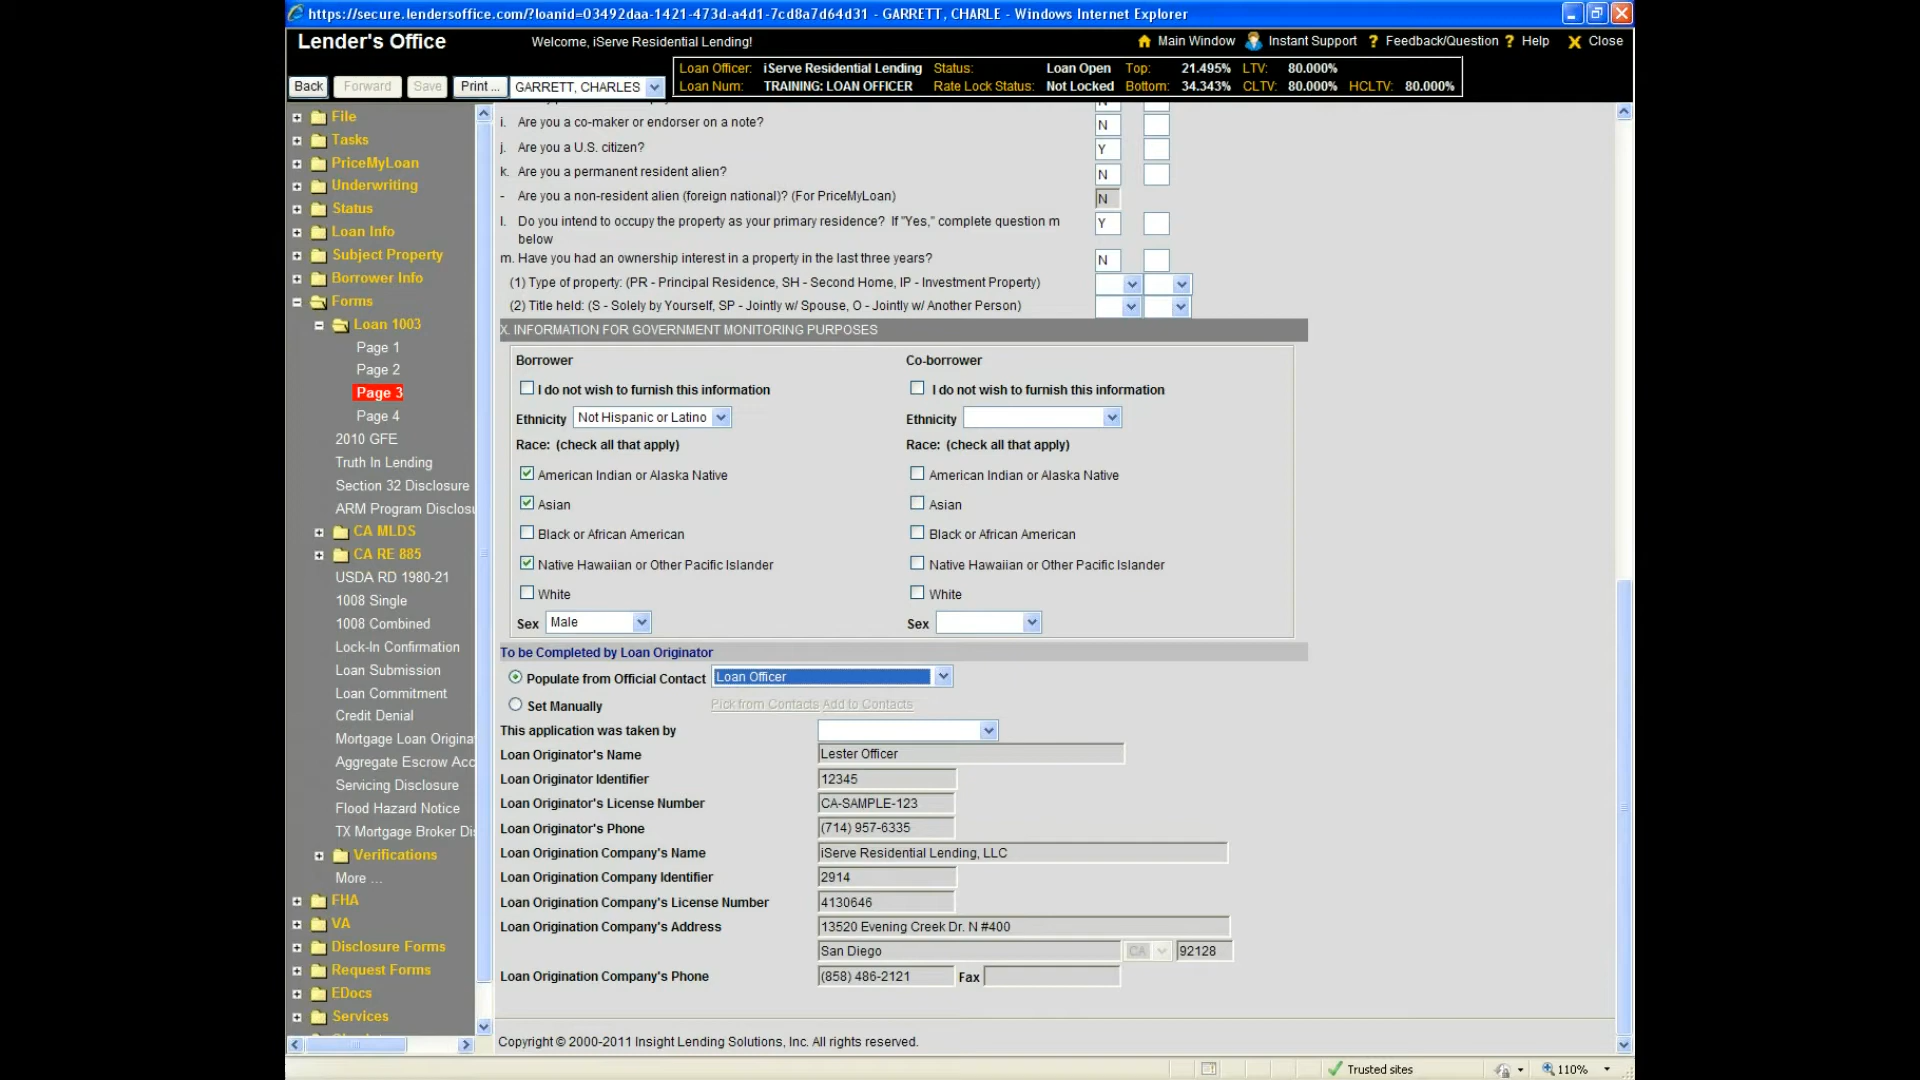 https://secure.lendersoffice.com/?loanid=03492daa-1421-473d-a4d1-7cd8a7d64d31 - GARRETT, CHARLE - Windows Internet Explorer
Lender's Office Welcome, iServe Residential Lending! Main Window Instant Support ? Feedback/Question ? Help X Close
Loan Officer: iServe Residential Lending Status: Loan Open Top: 21.495% LTV: 80.000%
Back Forward Save Print ... GARRETT, CHARLES Loan Num: TRAINING: LOAN OFFICER Rate Lock Status: Not Locked Bottom: 34.343% CLTV: 80.000% HCLTV: 80.000%
File
Tasks
PriceMyLoan
Underwriting
Status
Loan Info
Subject Property
Borrower Info
Forms
Loan 1003
Page 1
Page 2
Page 3
Page 4
2010 GFE
Truth In Lending
Section 32 Disclosure
ARM Program Disclosu
CA MLDS
CA RE 885
USDA RD 1980-21
1008 Single
1008 Combined
Lock-In Confirmation
Loan Submission
Loan Commitment
Credit Denial
Mortgage Loan Origina
Aggregate Escrow Acc
Servicing Disclosure
Flood Hazard Notice
TX Mortgage Broker Dis
Verifications
More ...
FHA
VA
Disclosure Forms
Request Forms
EDocs
Services
i. Are you a co-maker or endorser on a note? N
j. Are you a U.S. citizen? Y
k. Are you a permanent resident alien? N
- Are you a non-resident alien (foreign national)? (For PriceMyLoan) N
l. Do you intend to occupy the property as your primary residence? If "Yes," complete question m Y
below
m. Have you had an ownership interest in a property in the last three years? N
(1) Type of property: (PR - Principal Residence, SH - Second Home, IP - Investment Property)
(2) Title held: (S - Solely by Yourself, SP - Jointly w/ Spouse, O - Jointly w/ Another Person)
X. INFORMATION FOR GOVERNMENT MONITORING PURPOSES
Borrower Co-borrower
I do not wish to furnish this information I do not wish to furnish this information
Ethnicity Not Hispanic or Latino Ethnicity
Race: (check all that apply) Race: (check all that apply)
American Indian or Alaska Native American Indian or Alaska Native
Asian Asian
Black or African American Black or African American
Native Hawaiian or Other Pacific Islander Native Hawaiian or Other Pacific Islander
White White
Sex Male Sex
To be Completed by Loan Originator
Populate from Official Contact Loan Officer
Set Manually Pick from Contacts Add to Contacts
This application was taken by
Loan Originator's Name Lester Officer
Loan Originator Identifier 12345
Loan Originator's License Number CA-SAMPLE-123
Loan Originator's Phone (714) 957-6335
Loan Origination Company's Name iServe Residential Lending, LLC
Loan Origination Company Identifier 2914
Loan Origination Company's License Number 4130646
Loan Origination Company's Address 13520 Evening Creek Dr. N #400
San Diego CA 92128
Loan Origination Company's Phone (858) 486-2121 Fax
Copyright © 2000-2011 Insight Lending Solutions, Inc. All rights reserved.
Trusted sites 110%